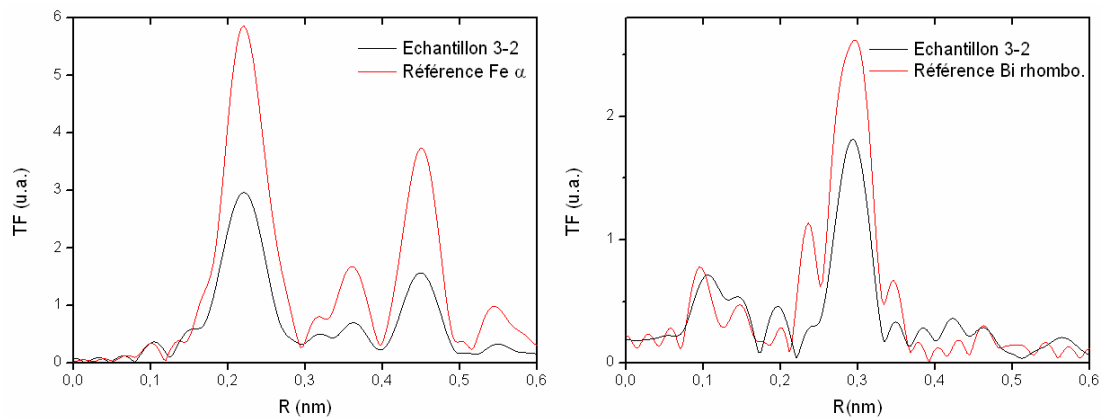 6
5
4
3
2
1
0
TF (u.a.)
Echantillon 3-2
Référence Fe α
0,0 0,1 0,2 0,3 0,4 0,5 0,6
R (nm)
2
1
0
TF (u.a.)
Echantillon 3-2
Référence Bi rhombo.
0,0 0,1 0,2 0,3 0,4 0,5 0,6
R(nm)